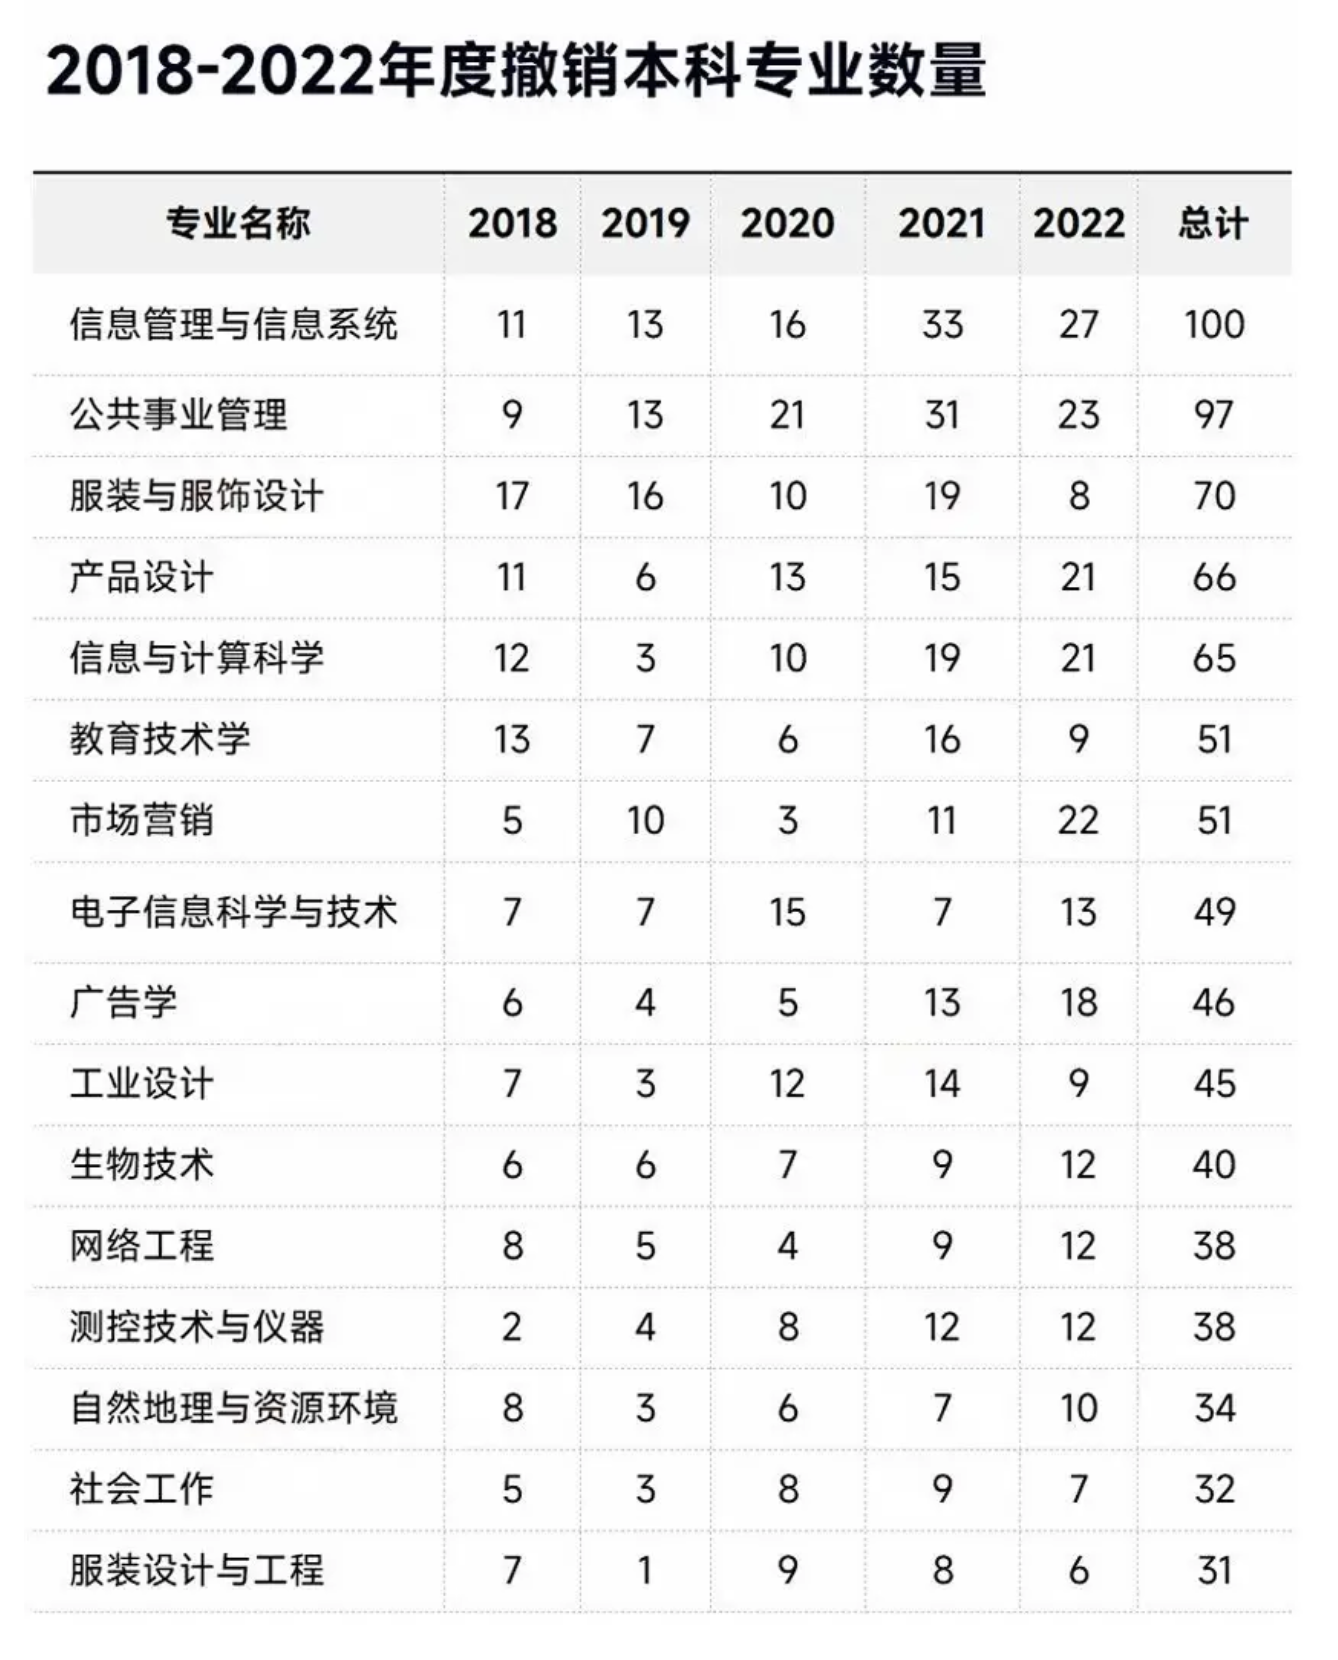 2018-2022年度撤销本科专业数量
专业名称 2018 2019 2020 2021 2022 总计
信息管理与信息系统 11 13 16 33 27 100
公共事业管理 9 13 21 31 23 97
服装与服饰设计 17 16 10 19 8 70
产品设计 11 6 13 15 21 66
信息与计算科学 12 3 10 19 21 65
教育技术学 13 7 6 16 9 51
市场营销 5 10 3 11 22 51
电子信息科学与技术 7 7 15 7 13 49
广告学 6 4 5 13 18 46
工业设计 7 3 12 14 9 45
生物技术 6 6 7 9 12 40
网络工程 8 5 4 9 12 38
测控技术与仪器 2 4 8 12 12 38
自然地理与资源环境 8 3 6 7 10 34
社会工作 5 3 8 9 7 32
服装设计与工程 7 1 9 8 6 31